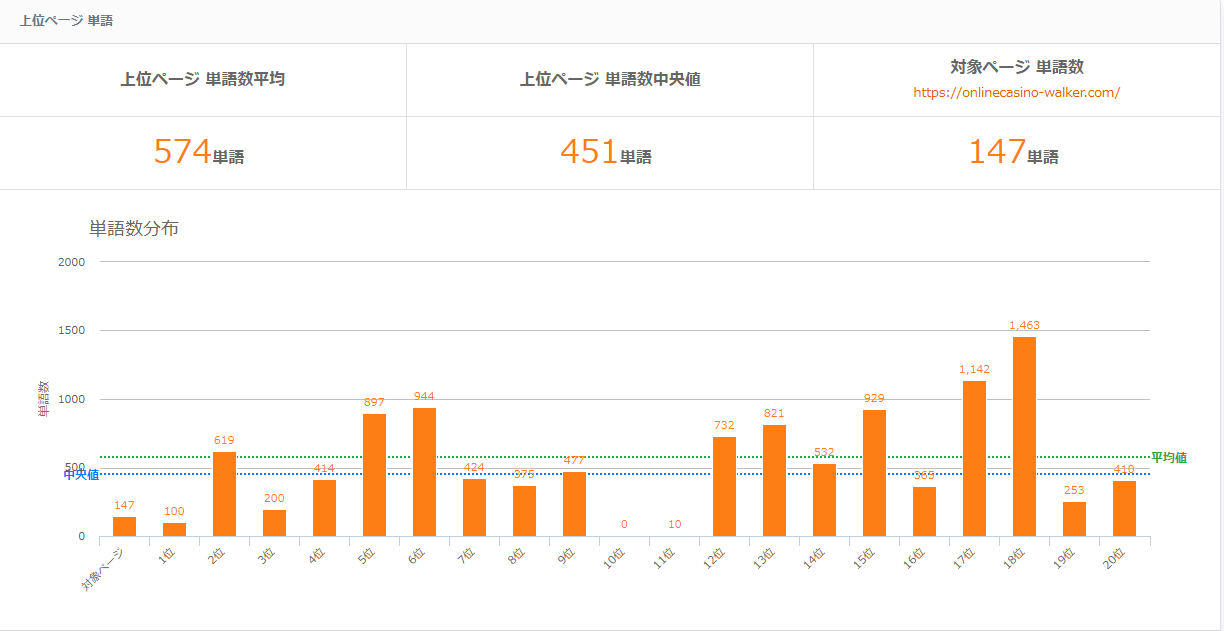 上位ページ 単語
上位ページ 単語数平均
上位ページ 単語数中央値
対象ページ 単語数
https://onlinecasino-walker.com/
574単語
451単語
147単語
単語数分布
2000
1500
1000
500
0
単語数
中央値
平均値
147
100
619
200
414
897
944
424
375
477
0
10
732
821
532
929
365
1,142
1,463
253
410
対象ページ
1位
2位
3位
4位
5位
6位
7位
8位
9位
10位
11位
12位
13位
14位
15位
16位
17位
18位
19位
20位